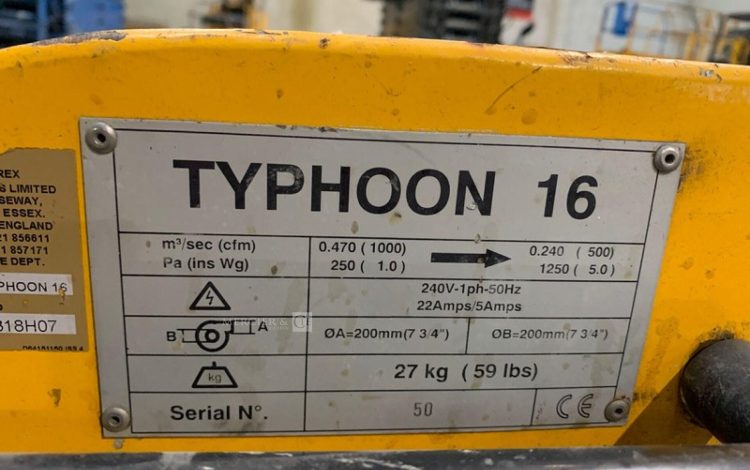 TYPHOON 16
m³/sec (cfm) 0.470 (1000) 0.240 (500)
Pa (ins Wg) 250 ( 1.0) 1250 ( 5.0)
240V-1ph-50Hz
22Amps/5Amps
B A ØA=200mm(7 3/4") ØB=200mm(7 3/4")
kg 27 kg ( 59 lbs)
Serial N°. 50 CE
REX
S LIMITED
SEWAY,
ESSEX.
ENGLAND
21 856611
1 857171
E DEPT.
PHOON 16
318H07
MERCIER &